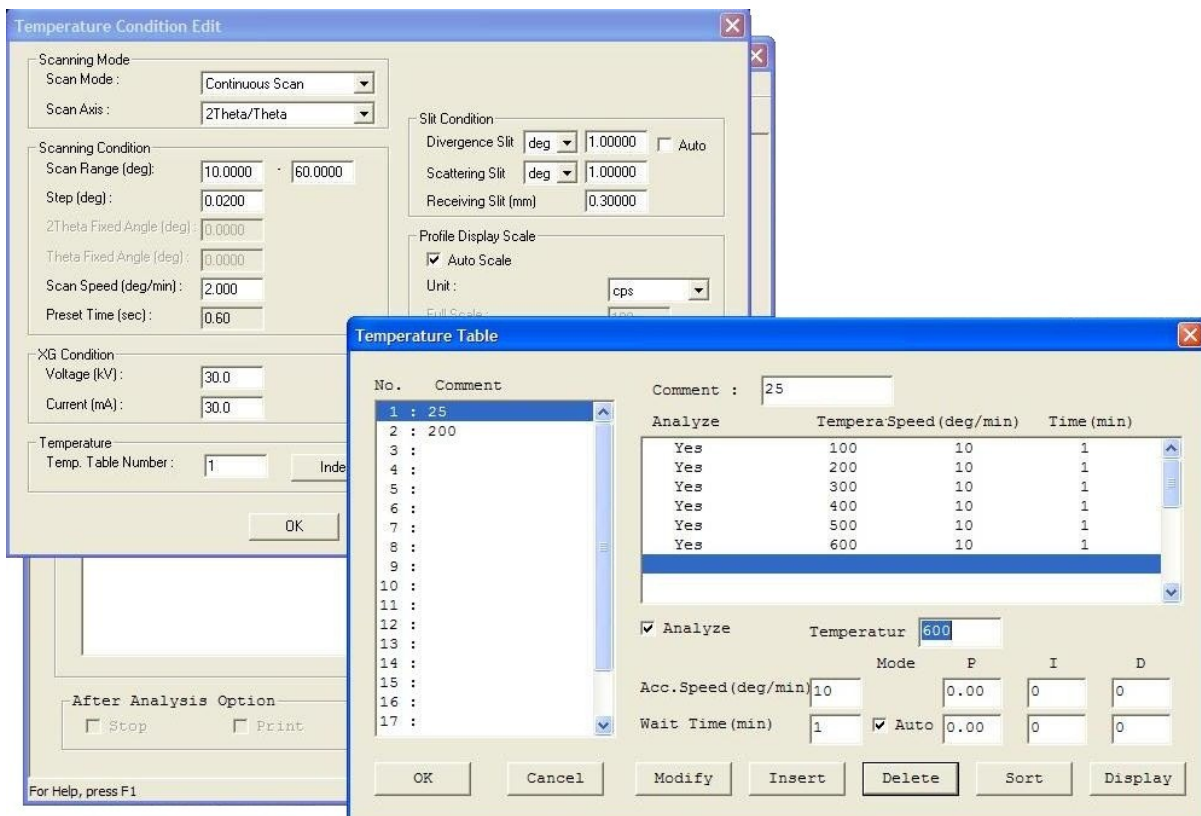 Temperature Condition Edit
Scanning Mode
Scan Mode : Continuous Scan
Scan Axis : 2Theta/Theta
Scanning Condition
Scan Range (deg): 10.0000 - 60.0000
Step (deg) : 0.0200
2Theta Fixed Angle (deg) : 0.0000
Theta Fixed Angle (deg) : 0.0000
Scan Speed (deg/min) : 2.000
Preset Time (sec) : 0.60
XG Condition
Voltage (kV) : 30.0
Current (mA) : 30.0
Temperature
Temp. Table Number : 1 Inde
OK
Slit Condition
Divergence Slit deg 1.00000 Auto
Scattering Slit deg 1.00000
Receiving Slit (mm) 0.30000
Profile Display Scale
Auto Scale
Unit : cps
Full Scale : 100
Temperature Table
No. Comment
1 : 25
2 : 200
3 :
4 :
5 :
6 :
7 :
8 :
9 :
10 :
11 :
12 :
13 :
14 :
15 :
16 :
17 :
Comment : 25
Analyze Tempera Speed(deg/min) Time(min)
Yes 100 10 1
Yes 200 10 1
Yes 300 10 1
Yes 400 10 1
Yes 500 10 1
Yes 600 10 1
Analyze Temperatur 600
Mode P I D
Acc.Speed(deg/min) 10 0.00 0 0
Wait Time(min) 1 Auto 0.00 0 0
OK Cancel Modify Insert Delete Sort Display
After Analysis Option
Stop Print
For Help, press F1